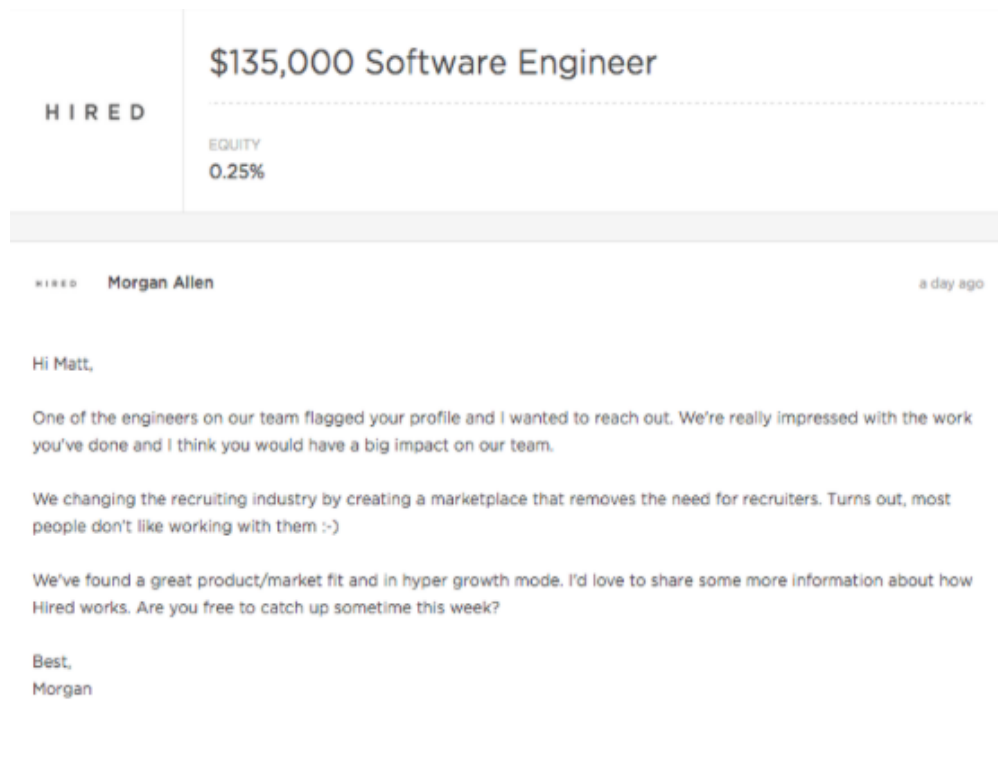 $135,000 Software Engineer
HIRED
EQUITY
0.25%
HIRED Morgan Allen a day ago
Hi Matt,
One of the engineers on our team flagged your profile and I wanted to reach out. We're really impressed with the work
you've done and I think you would have a big impact on our team.
We changing the recruiting industry by creating a marketplace that removes the need for recruiters. Turns out, most
people don't like working with them :-)
We've found a great product/market fit and in hyper growth mode. I'd love to share some more information about how
Hired works. Are you free to catch up sometime this week?
Best,
Morgan